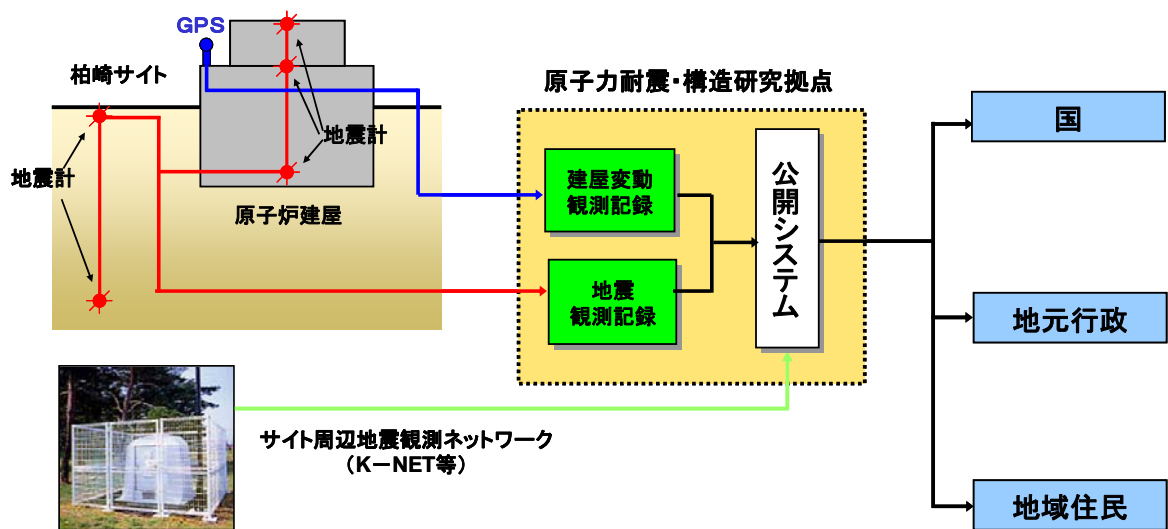 GPS
柏崎サイト
地震計
地震計
原子炉建屋
原子力耐震・構造研究拠点
建屋変動
観測記録
地震
観測記録
公開システム
国
地元行政
地域住民
サイト周辺地震観測ネットワーク
（K－NET等）